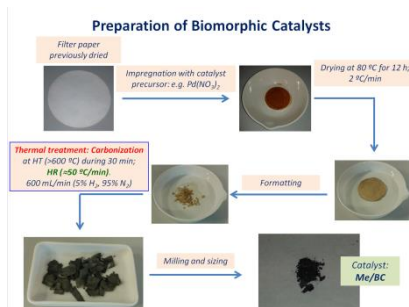 Preparation of Biomorphic Catalysts
Filter paper
previously dried
Impregnation with catalyst
precursor: e.g. Pd(NO3)2
Drying at 80 ºC for 12 h;
2 ºC/min
Thermal treatment: Carbonization
at HT (>600 ºC) during 30 min;
HR (≈50 ºC/min).
600 mL/min (5% H2, 95% N2)
Formatting
Milling and sizing
Catalyst:
Me/BC